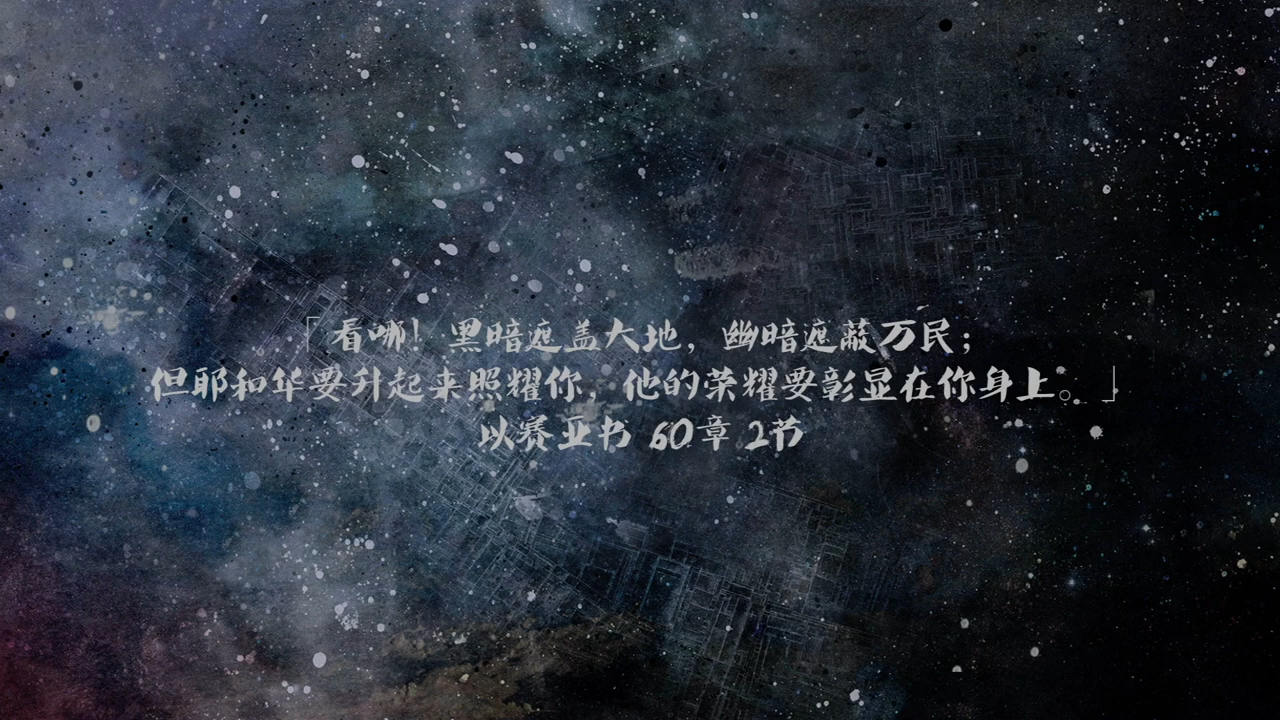 「看哪！黑暗遮盖大地，幽暗遮蔽万民；
但耶和华要升起来照耀你，他的荣耀要彰显在你身上。」
以赛亚书 60章 2节